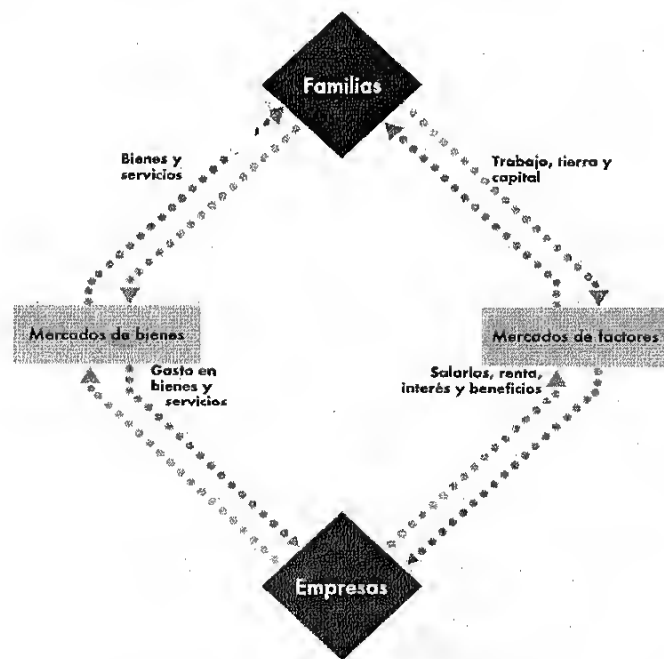 Familias
Bienes y
servicios
Trabajo, tierra y
capital
Mercados de bienes
Mercados de factores
Gasto en
bienes y
servicios
Salarios, renta,
interés y beneficios
Empresas